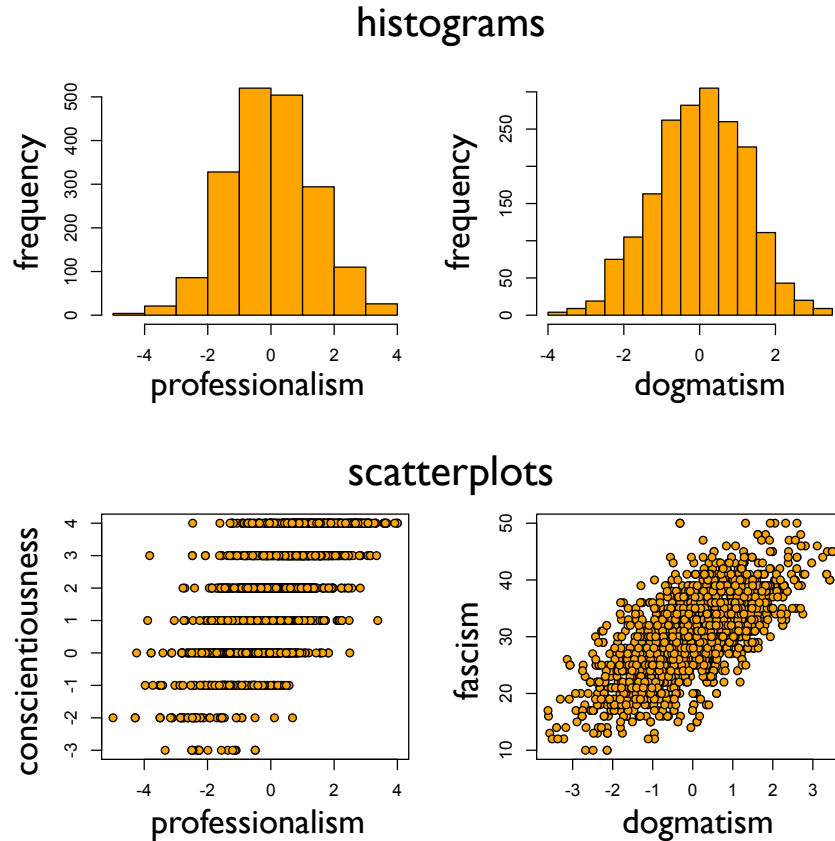 histograms
frequency
0 100 200 300 400 500
-4 -2 0 2 4
professionalism
frequency
0 50 150 250
-4 -2 0 2
dogmatism
scatterplots
conscientiousness
-3 -2 -1 0 1 2 3 4
-4 -2 0 2 4
professionalism
fascism
10 20 30 40 50
-3 -2 -1 0 1 2 3
dogmatism